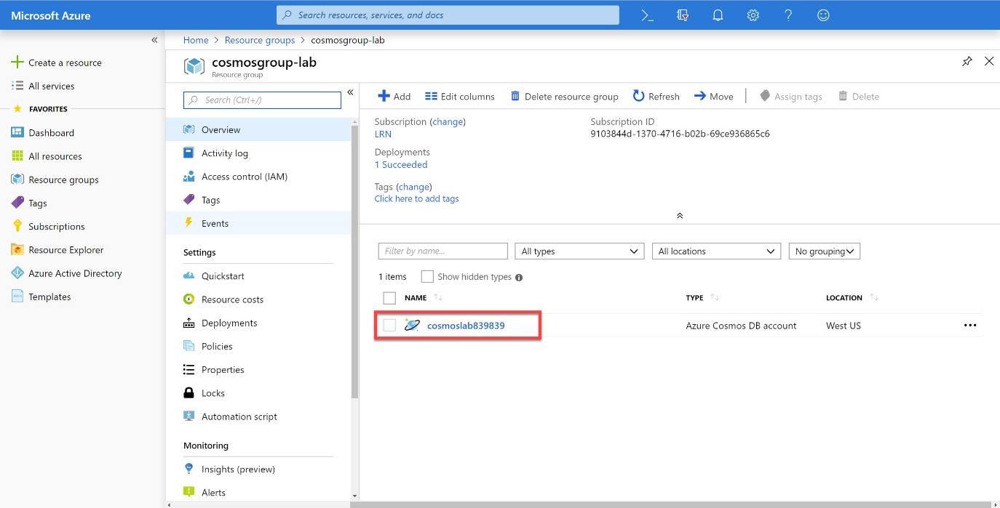 Microsoft Azure
Search resources, services, and docs
Create a resource
All services
FAVORITES
Dashboard
All resources
Resource groups
Tags
Subscriptions
Resource Explorer
Azure Active Directory
Templates
Home > Resource groups > cosmosgroup-lab
cosmosgroup-lab
Resource group
Search (Ctrl+/)
Overview
Activity log
Access control (IAM)
Tags
Events
Settings
Quickstart
Resource costs
Deployments
Policies
Properties
Locks
Automation script
Monitoring
Insights (preview)
Alerts
Add Edit columns Delete resource group Refresh Move Assign tags Delete
Subscription (change)
LRN
Subscription ID
9103844d-1370-4716-b02b-69ce936865c6
Deployments
1 Succeeded
Tags (change)
Click here to add tags
Filter by name... All types All locations No grouping
1 items Show hidden types
NAME TYPE LOCATION
cosmoslab839839 Azure Cosmos DB account West US